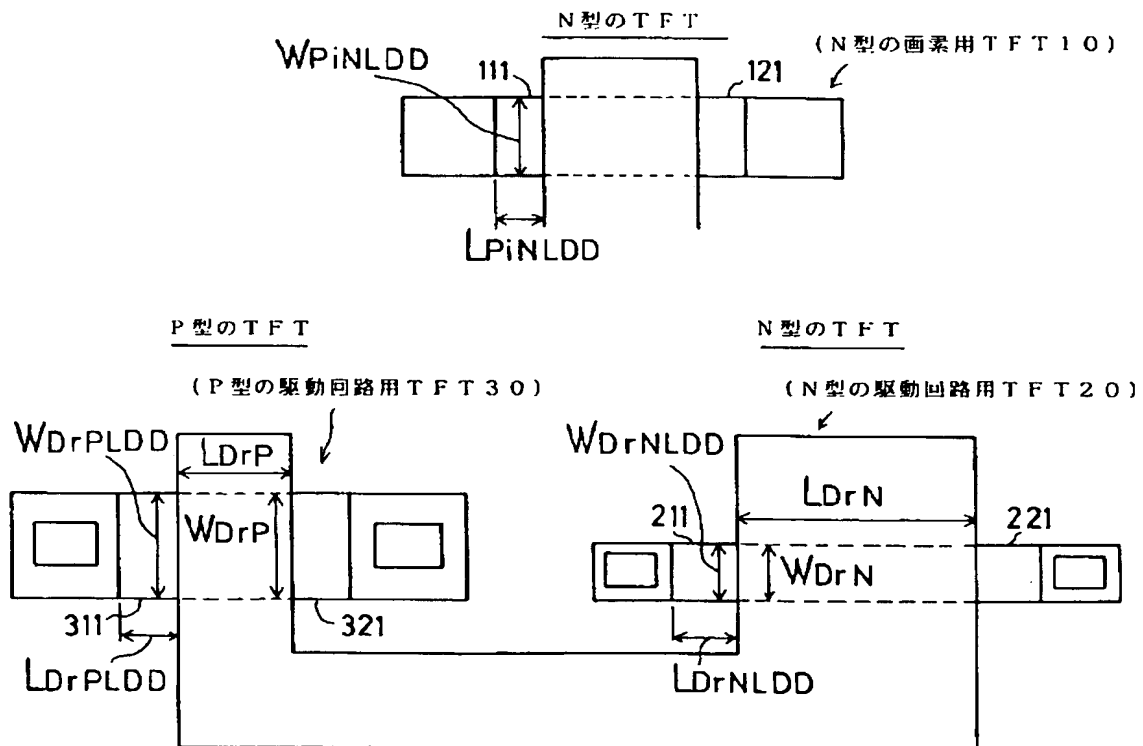 N型のTFT
(N型の画素用TFT10)
WPiNLDD
111
121
LPiNLDD
P型のTFT
(P型の駆動回路用TFT30)
WDrPLDD
LDrP
WDrP
311
321
LDrPLDD
N型のTFT
(N型の駆動回路用TFT20)
WDrNLDD
LDrN
211
221
WDrN
LDrNLDD